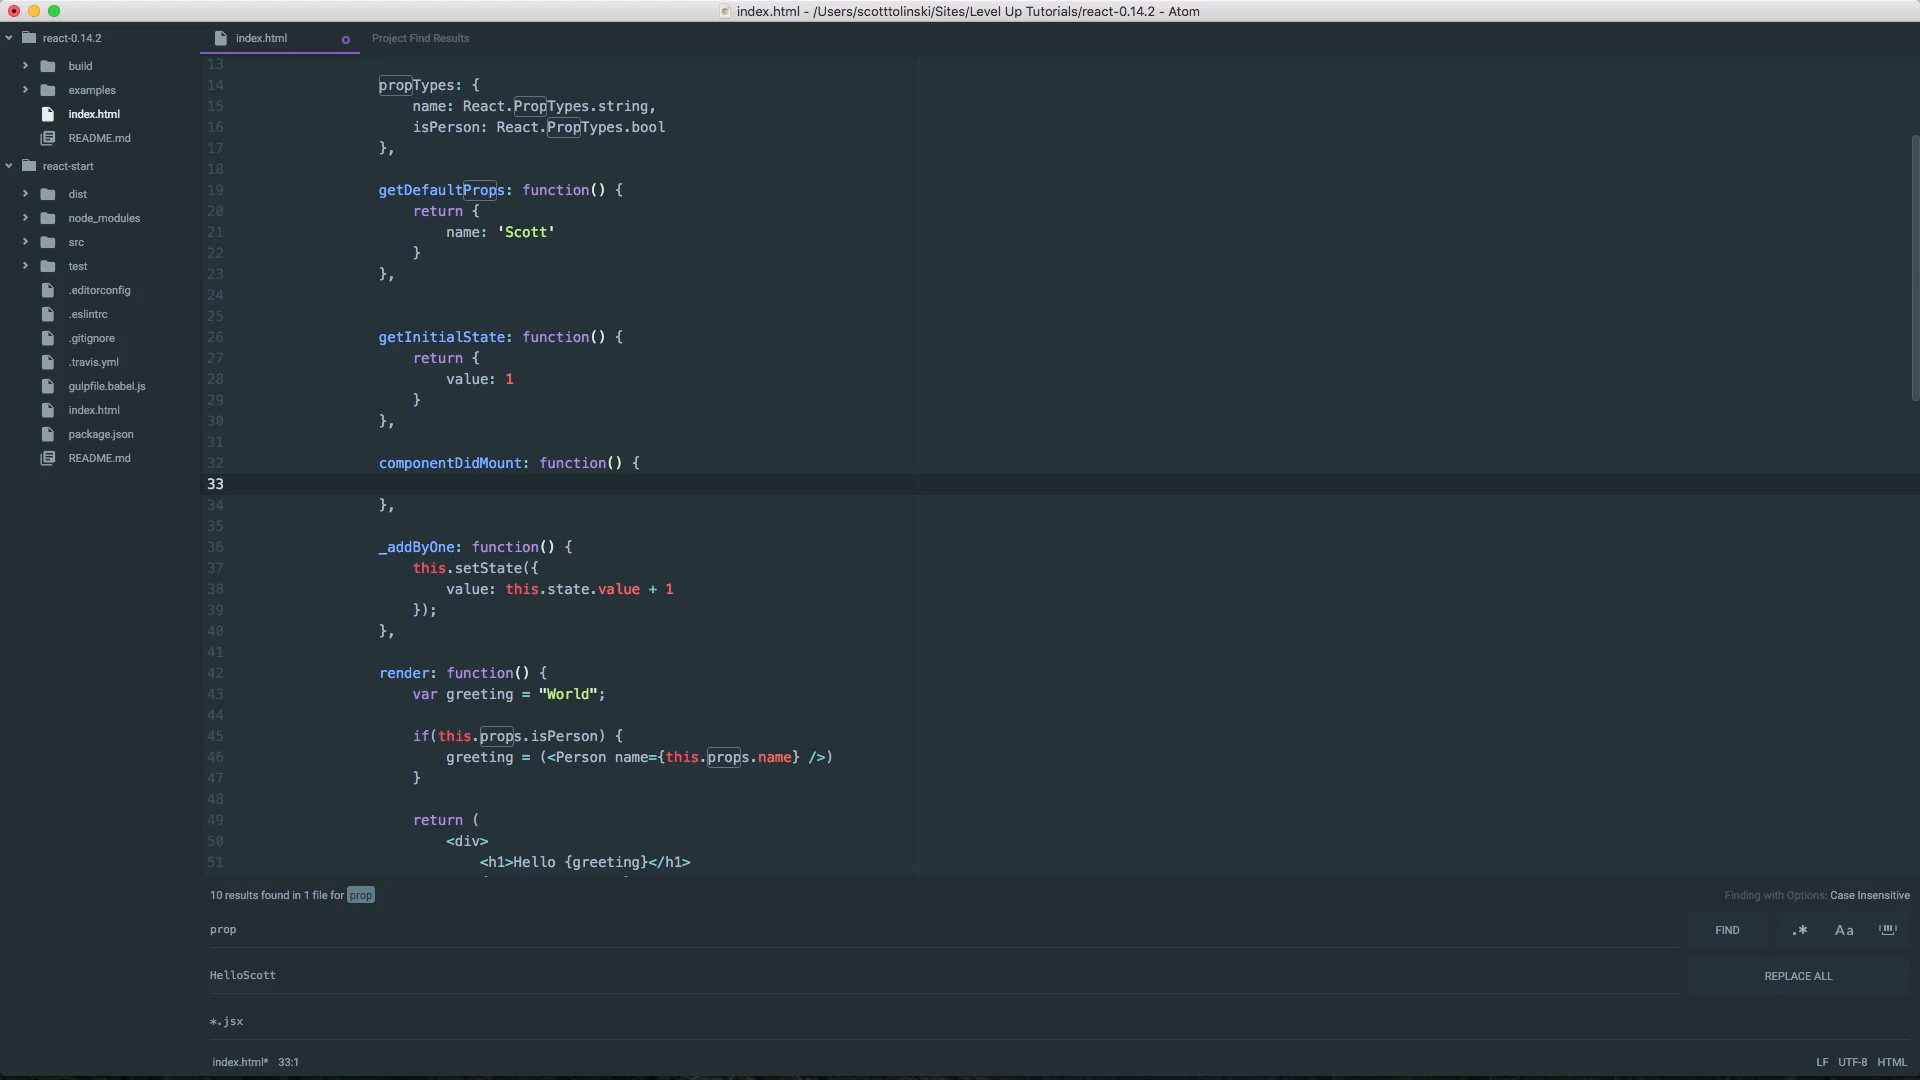 index.html - /Users/scotttolinski/Sites/Level Up Tutorials/react-0.14.2 - Atom
react-0.14.2
build
examples
index.html
README.md
react-start
dist
node_modules
src
test
.editorconfig
.eslintrc
.gitignore
.travis.yml
gulpfile.babel.js
index.html
package.json
README.md
index.html
Project Find Results
13
14 propTypes: {
15 name: React.PropTypes.string,
16 isPerson: React.PropTypes.bool
17 },
18
19 getDefaultProps: function() {
20 return {
21 name: 'Scott'
22 }
23 },
24
25
26 getInitialState: function() {
27 return {
28 value: 1
29 }
30 },
31
32 componentDidMount: function() {
33
34 },
35
36 _addByOne: function() {
37 this.setState({
38 value: this.state.value + 1
39 });
40 },
41
42 render: function() {
43 var greeting = "World";
44
45 if(this.props.isPerson) {
46 greeting = (<Person name={this.props.name} />)
47 }
48
49 return (
50 <div>
51 <h1>Hello {greeting}</h1>
10 results found in 1 file for prop
Finding with Options: Case Insensitive
prop
FIND
.*
Aa
HelloScott
REPLACE ALL
*.jsx
index.html* 33:1
LF UTF-8 HTML